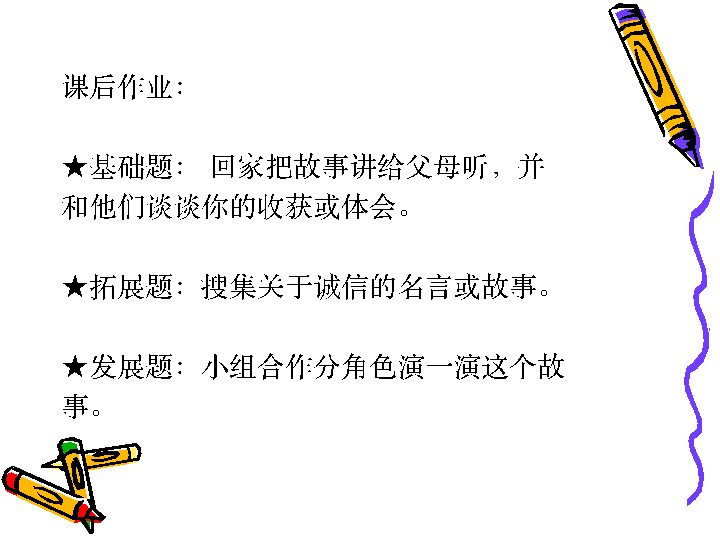 课后作业：
★基础题： 回家把故事讲给父母听，并
和他们谈谈你的收获或体会。
★拓展题：搜集关于诚信的名言或故事。
★发展题：小组合作分角色演一演这个故
事。